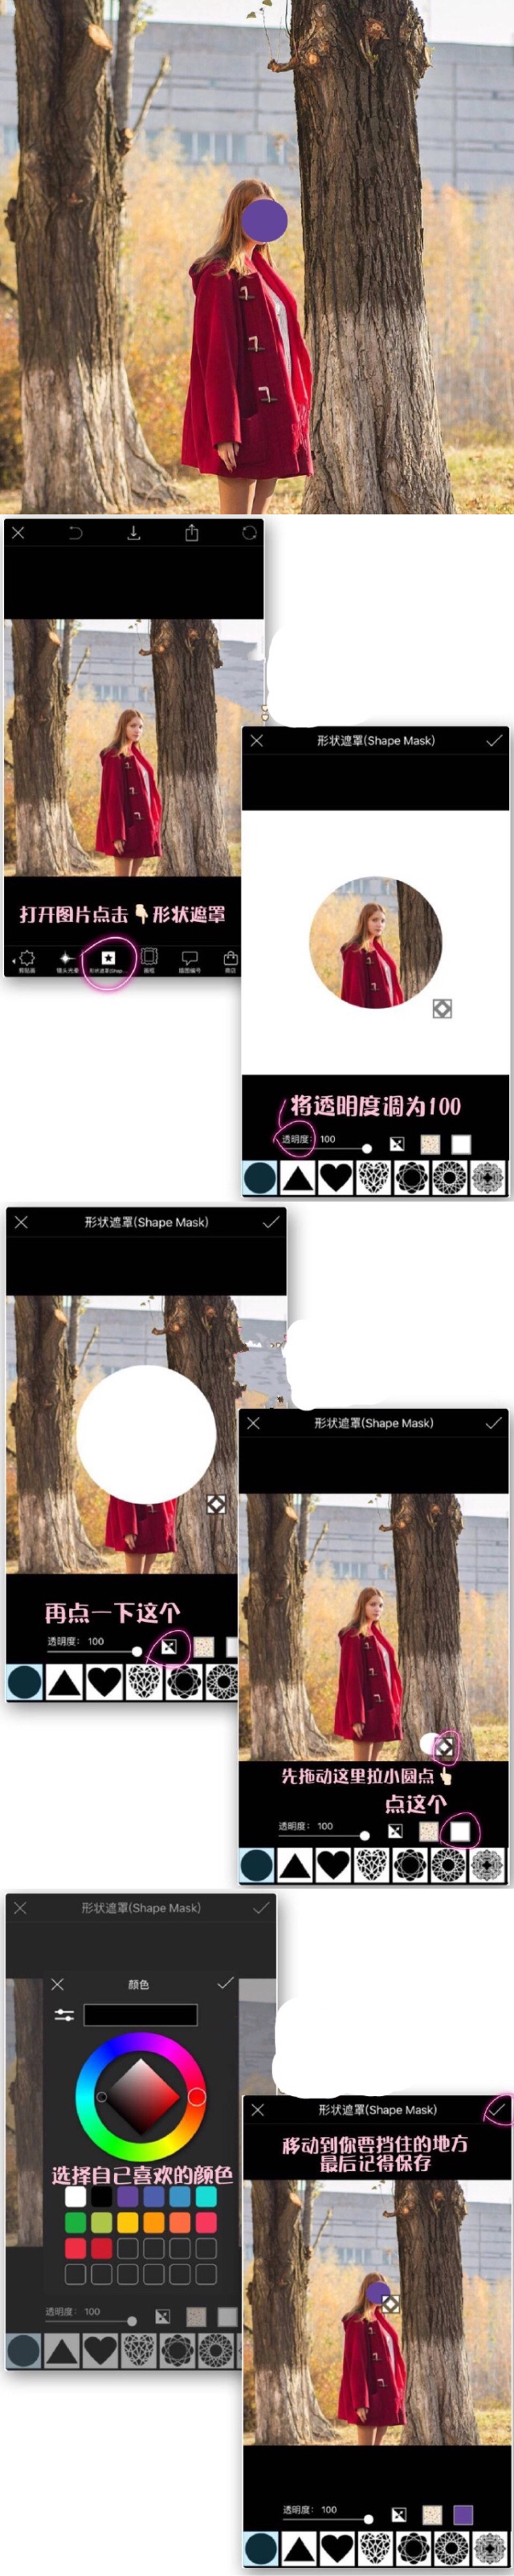 打开图片点击👇🏻形状遮罩
剪贴画
镜头光晕
形状遮罩(Shap...
画框
插图编号
商店
形状遮罩(Shape Mask)
将透明度调为100
透明度： 100
形状遮罩(Shape Mask)
再点一下这个
透明度： 100
形状遮罩(Shape Mask)
先拖动这里拉小圆点👆🏻
点这个
透明度： 100
形状遮罩(Shape Mask)
颜色
选择自己喜欢的颜色
透明度： 100
形状遮罩(Shape Mask)
移动到你要挡住的地方
最后记得保存
透明度： 100